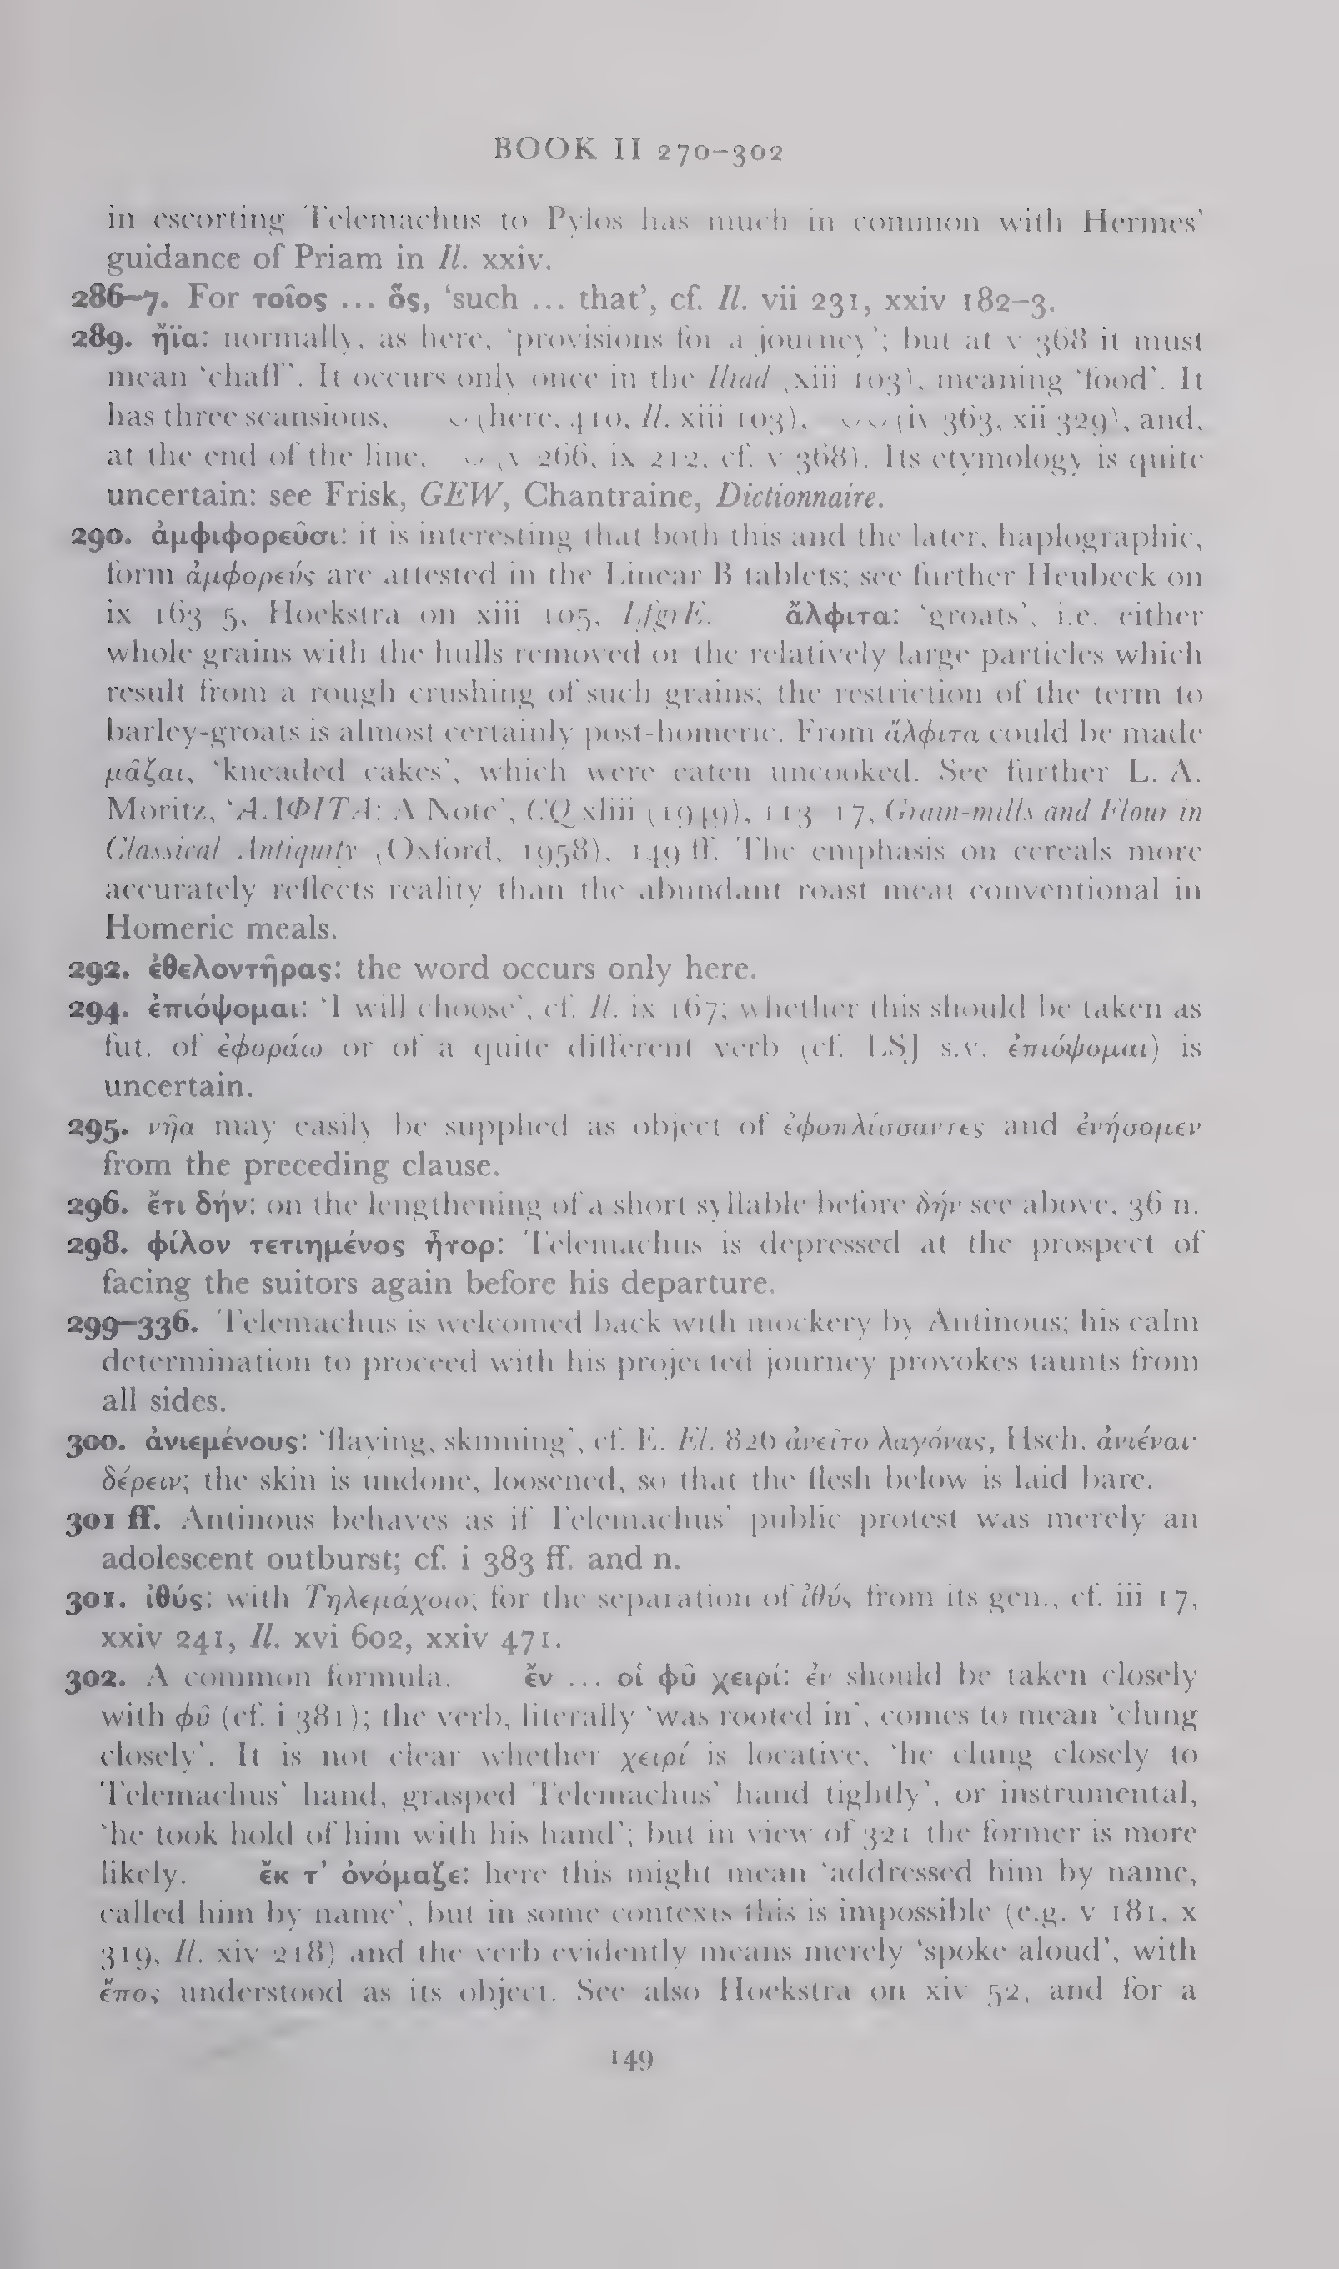 BOOK II 270–302
in escorting Telemachus to Pylos has much in common with Hermes'
guidance of Priam in Il. xxiv.
286–7. For τοῖος ... ὅς, ‘such ... that’, cf. Il. vii 231, xxiv 182–3.
289. ἤϊα: normally, as here, ‘provisions for a journey’; but at v 368 it must
mean ‘chaff’. It occurs only once in the Iliad (xiii 103), meaning ‘food’. It
has three scansions, (here, 410, Il. xiii 103), (iv 363, xii 329), and,
at the end of the line, (v 266, ix 212, cf. v 368). Its etymology is quite
uncertain: see Frisk, GEW, Chantraine, Dictionnaire.
290. ἀμφιφορεῦσι: it is interesting that both this and the later, haplographic,
form ἀμφορεύς are attested in the Linear B tablets; see further Heubeck on
ix 163–5, Hoekstra on xiii 105, LfgrE. ἄλφιτα: ‘groats’, i.e. either
whole grains with the hulls removed or the relatively large particles which
result from a rough crushing of such grains; the restriction of the term to
barley-groats is almost certainly post-homeric. From ἄλφιτα could be made
μᾶζαι, ‘kneaded cakes’, which were eaten uncooked. See further L. A.
Moritz, ‘ΑΛΦΙΤΑ: A Note’, CQ xliii (1949), 113–17, Grain-mills and Flour in
Classical Antiquity (Oxford, 1958), 149 ff. The emphasis on cereals more
accurately reflects reality than the abundant roast meat conventional in
Homeric meals.
292. ἐθελοντῆρας: the word occurs only here.
294. ἐπιόψομαι: ‘I will choose’, cf. Il. ix 167; whether this should be taken as
fut. of ἐφοράω or of a quite different verb (cf. LSJ s.v. ἐπιόψομαι) is
uncertain.
295. νῆα may easily be supplied as object of ἐφοπλίσσαντες and ἐνήσομεν
from the preceding clause.
296. ἔτι δήν: on the lengthening of a short syllable before δήν see above, 36 n.
298. φίλον τετιημένος ἦτορ: Telemachus is depressed at the prospect of
facing the suitors again before his departure.
299–336. Telemachus is welcomed back with mockery by Antinous; his calm
determination to proceed with his projected journey provokes taunts from
all sides.
300. ἀνιεμένους: ‘flaying, skinning’, cf. E. El. 826 ἀνεῖτο λαγόνας, Hsch. ἀνιέναι·
δέρειν; the skin is undone, loosened, so that the flesh below is laid bare.
301 ff. Antinous behaves as if Telemachus' public protest was merely an
adolescent outburst; cf. i 383 ff. and n.
301. ἰθύς: with Τηλεμάχοιο; for the separation of ἰθύς from its gen., cf. iii 17,
xxiv 241, Il. xvi 602, xxiv 471.
302. A common formula. ἔν ... οἱ φῦ χειρί: ἐν should be taken closely
with φῦ (cf. i 381); the verb, literally ‘was rooted in’, comes to mean ‘clung
closely’. It is not clear whether χειρί is locative, ‘he clung closely to
Telemachus' hand, grasped Telemachus' hand tightly’, or instrumental,
‘he took hold of him with his hand’; but in view of 321 the former is more
likely. ἔκ τ’ ὀνόμαζε: here this might mean ‘addressed him by name,
called him by name’, but in some contexts this is impossible (e.g. v 181, x
319, Il. xiv 218) and the verb evidently means merely ‘spoke aloud’, with
ἔπος understood as its object. See also Hoekstra on xiv 52, and for a
149